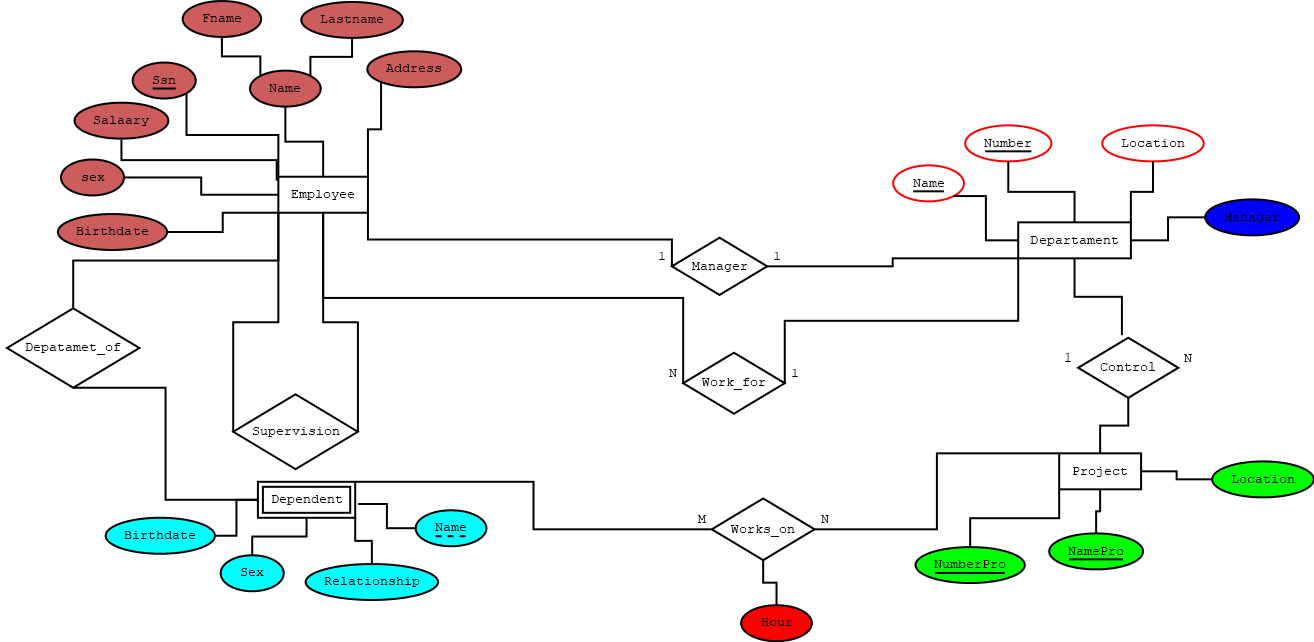 Fname
Lastname
Address
Ssn
Name
Salaary
sex
Birthdate
Employee
Number
Location
Name
Manager
Departament
1
Manager
1
Depatamet_of
N
Work_for
1
1
Control
N
Supervision
Project
Location
Dependent
Name
Birthdate
Sex
Relationship
M
Works_on
N
NumberPro
NamePro
Hour